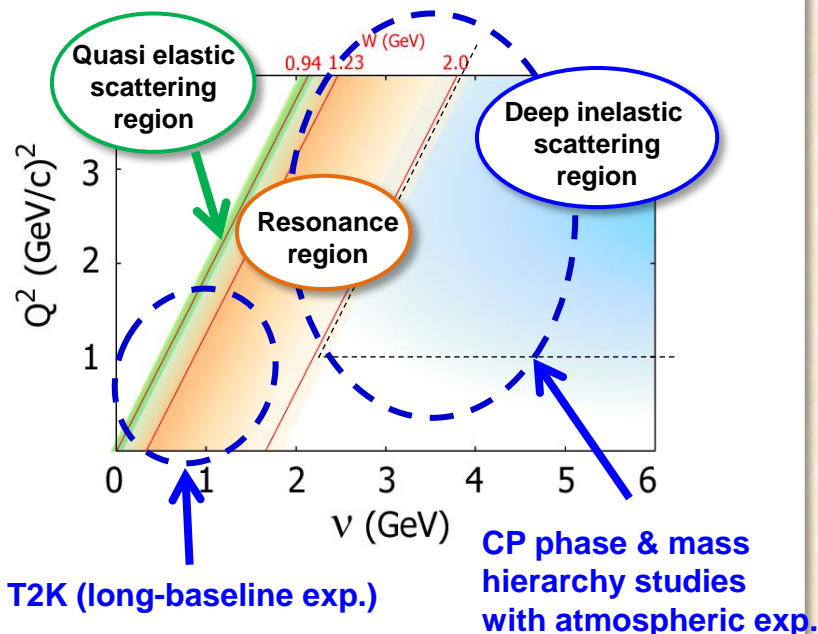 Quasi elastic
scattering
region
W (GeV)
0.94 1.23 2.0
Deep inelastic
scattering
region
Resonance
region
Q² (GeV/c)²
3
2
1
0 1 2 3 4 5 6
ν (GeV)
T2K (long-baseline exp.)
CP phase & mass
hierarchy studies
with atmospheric exp.